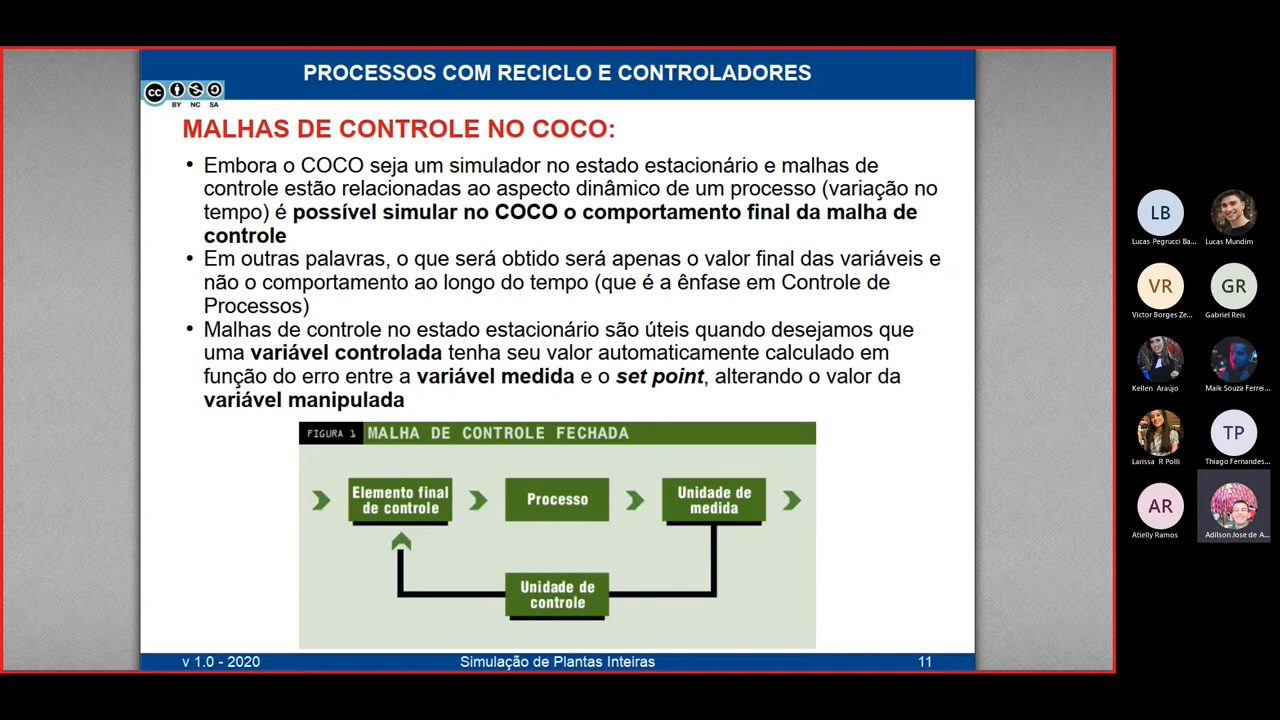 PROCESSOS COM RECICLO E CONTROLADORES
cc
BY NC SA
MALHAS DE CONTROLE NO COCO:
• Embora o COCO seja um simulador no estado estacionário e malhas de
controle estão relacionadas ao aspecto dinâmico de um processo (variação no
tempo) é possível simular no COCO o comportamento final da malha de
controle
• Em outras palavras, o que será obtido será apenas o valor final das variáveis e
não o comportamento ao longo do tempo (que é a ênfase em Controle de
Processos)
• Malhas de controle no estado estacionário são úteis quando desejamos que
uma variável controlada tenha seu valor automaticamente calculado em
função do erro entre a variável medida e o set point, alterando o valor da
variável manipulada
FIGURA 1 MALHA DE CONTROLE FECHADA
Elemento final
de controle
Processo
Unidade de
medida
Unidade de
controle
v 1.0 - 2020 Simulação de Plantas Inteiras 11
LB
Lucas Pegrucci Ba... Lucas Mundim
VR GR
Victor Borges Ze... Gabriel Reis
Kellen Araújo Maik Souza Ferrei...
TP
Larissa R Polli Thiago Fernandes...
AR
Atielly Ramos Adilson Jose de A...